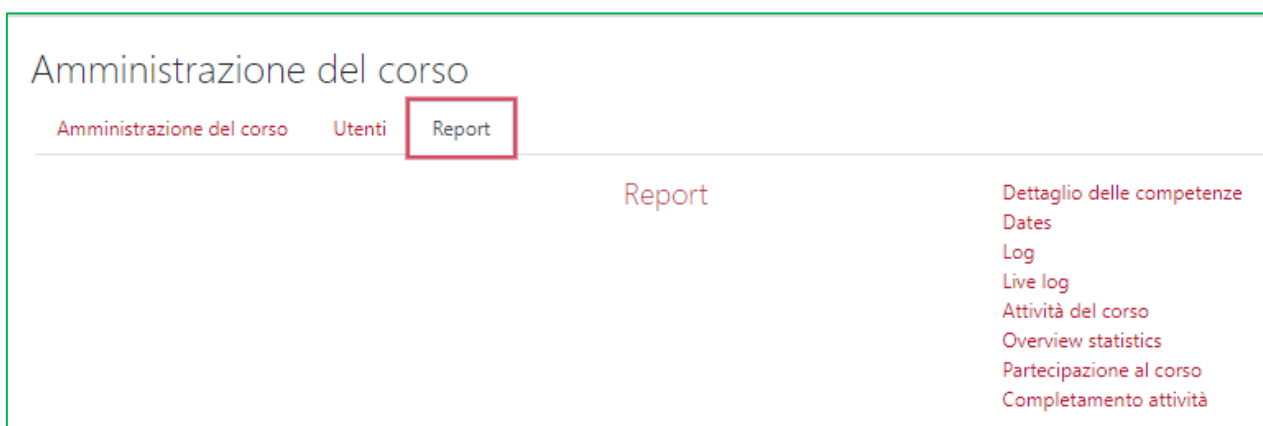 Amministrazione del corso
Amministrazione del corso Utenti Report
Report
Dettaglio delle competenze
Dates
Log
Live log
Attività del corso
Overview statistics
Partecipazione al corso
Completamento attività